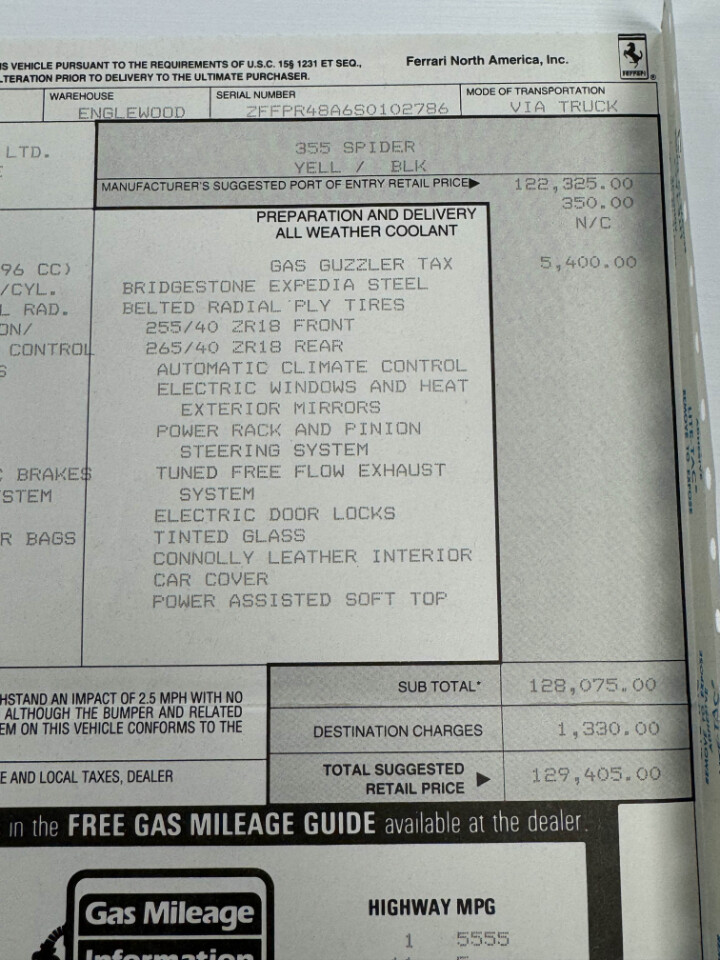 IS VEHICLE PURSUANT TO THE REQUIREMENTS OF U.S.C. 15§ 1231 ET SEQ.,
LTERATION PRIOR TO DELIVERY TO THE ULTIMATE PURCHASER.
Ferrari North America, Inc.
Ferrari
®
WAREHOUSE
ENGLEWOOD
SERIAL NUMBER
ZFFPR48A6S0102786
MODE OF TRANSPORTATION
VIA TRUCK
LTD.
355 SPIDER
YELL / BLK
MANUFACTURER'S SUGGESTED PORT OF ENTRY RETAIL PRICE▶ 122,325.00
350.00
PREPARATION AND DELIVERY
ALL WEATHER COOLANT N/C
96 CC) GAS GUZZLER TAX 5,400.00
/CYL. BRIDGESTONE EXPEDIA STEEL
L RAD. BELTED RADIAL PLY TIRES
ON/ 255/40 ZR18 FRONT
CONTROL 265/40 ZR18 REAR
S AUTOMATIC CLIMATE CONTROL
ELECTRIC WINDOWS AND HEAT
EXTERIOR MIRRORS
POWER RACK AND PINION
STEERING SYSTEM
C BRAKES TUNED FREE FLOW EXHAUST
STEM SYSTEM
ELECTRIC DOOR LOCKS
R BAGS TINTED GLASS
CONNOLLY LEATHER INTERIOR
CAR COVER
POWER ASSISTED SOFT TOP
HSTAND AN IMPACT OF 2.5 MPH WITH NO
ALTHOUGH THE BUMPER AND RELATED
EM ON THIS VEHICLE CONFORMS TO THE
SUB TOTAL* 128,075.00
DESTINATION CHARGES 1,330.00
E AND LOCAL TAXES, DEALER
TOTAL SUGGESTED
RETAIL PRICE ▶ 129,405.00
in the FREE GAS MILEAGE GUIDE available at the dealer.
Gas Mileage
Information
HIGHWAY MPG
1 5555